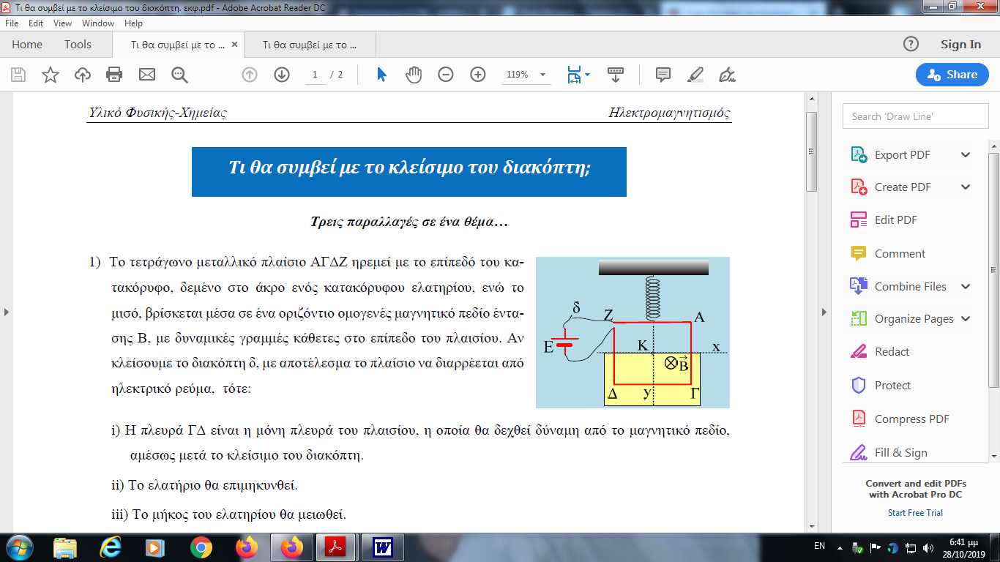 Τι θα συμβεί με το κλείσιμο του διακόπτη. εκφ.pdf - Adobe Acrobat Reader DC
File Edit View Window Help
Home Tools Τι θα συμβεί με το ... × Τι θα συμβεί με το ... ? Sign In
1 / 2 119% Share
Υλικό Φυσικής-Χημείας Ηλεκτρομαγνητισμός
Τι θα συμβεί με το κλείσιμο του διακόπτη;
Τρεις παραλλαγές σε ένα θέμα…
1) Το τετράγωνο μεταλλικό πλαίσιο ΑΓΔΖ ηρεμεί με το επίπεδό του κα-
τακόρυφο, δεμένο στο άκρο ενός κατακόρυφου ελατηρίου, ενώ το
μισό, βρίσκεται μέσα σε ένα οριζόντιο ομογενές μαγνητικό πεδίο έντα-
σης Β, με δυναμικές γραμμές κάθετες στο επίπεδο του πλαισίου. Αν
κλείσουμε το διακόπτη δ, με αποτέλεσμα το πλαίσιο να διαρρέεται από
ηλεκτρικό ρεύμα, τότε:
δ Ζ Α
Ε Κ x
B
Δ y Γ
i) Η πλευρά ΓΔ είναι η μόνη πλευρά του πλαισίου, η οποία θα δεχθεί δύναμη από το μαγνητικό πεδίο,
αμέσως μετά το κλείσιμο του διακόπτη.
ii) Το ελατήριο θα επιμηκυνθεί.
iii) Το μήκος του ελατηρίου θα μειωθεί.
Search 'Draw Line'
Export PDF
Create PDF
Edit PDF
Comment
Combine Files
Organize Pages
Redact
Protect
Compress PDF
Fill & Sign
Convert and edit PDFs
with Acrobat Pro DC
Start Free Trial
EN 6:41 μμ
28/10/2019